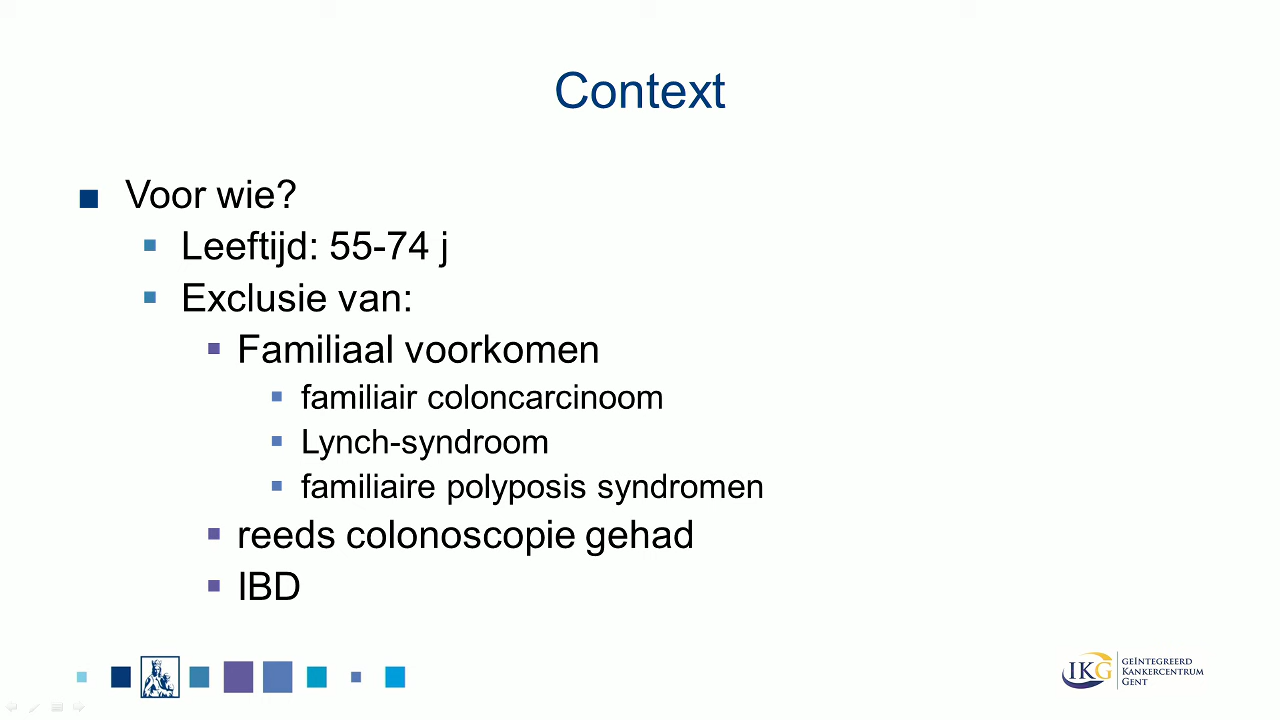 Context
Voor wie?
Leeftijd: 55-74 j
Exclusie van:
Familiaal voorkomen
familiair coloncarcinoom
Lynch-syndroom
familiaire polyposis syndromen
reeds colonoscopie gehad
IBD
IKG
GEÏNTEGREERD
KANKERCENTRUM
GENT